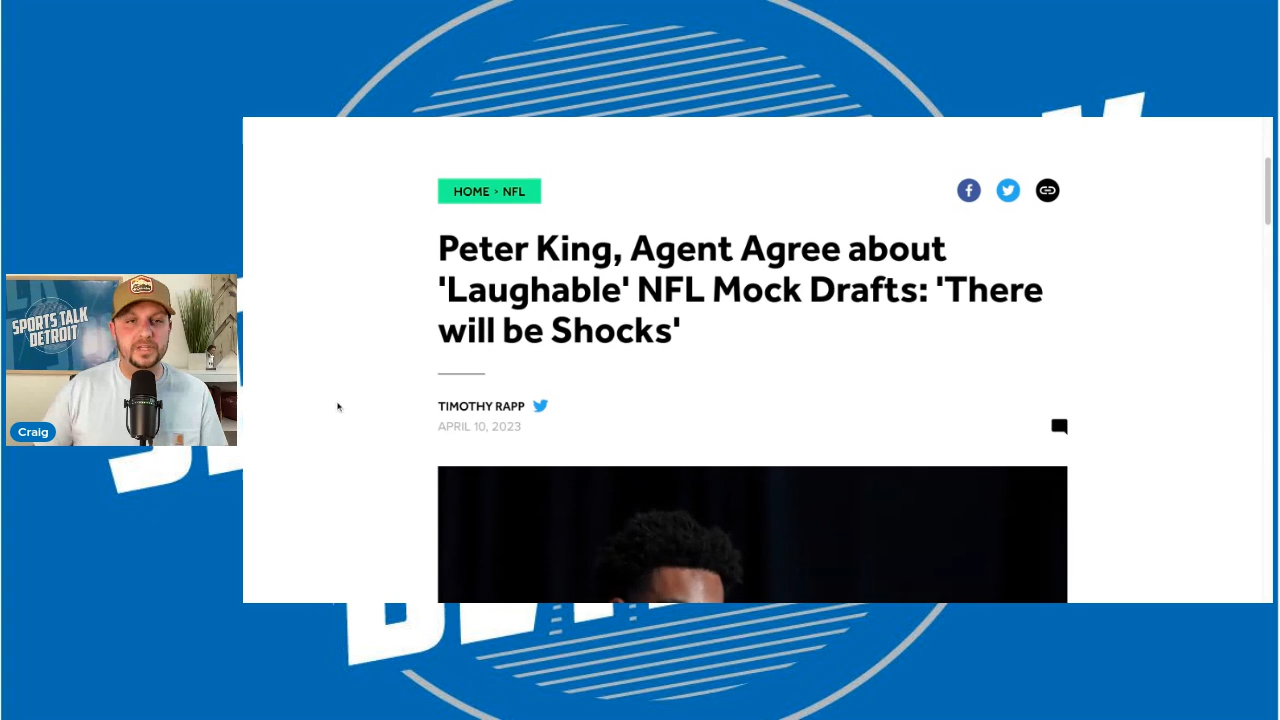 HOME > NFL
Peter King, Agent Agree about
'Laughable' NFL Mock Drafts: 'There
will be Shocks'
TIMOTHY RAPP
APRIL 10, 2023
SPORTS TALK
DETROIT
Craig